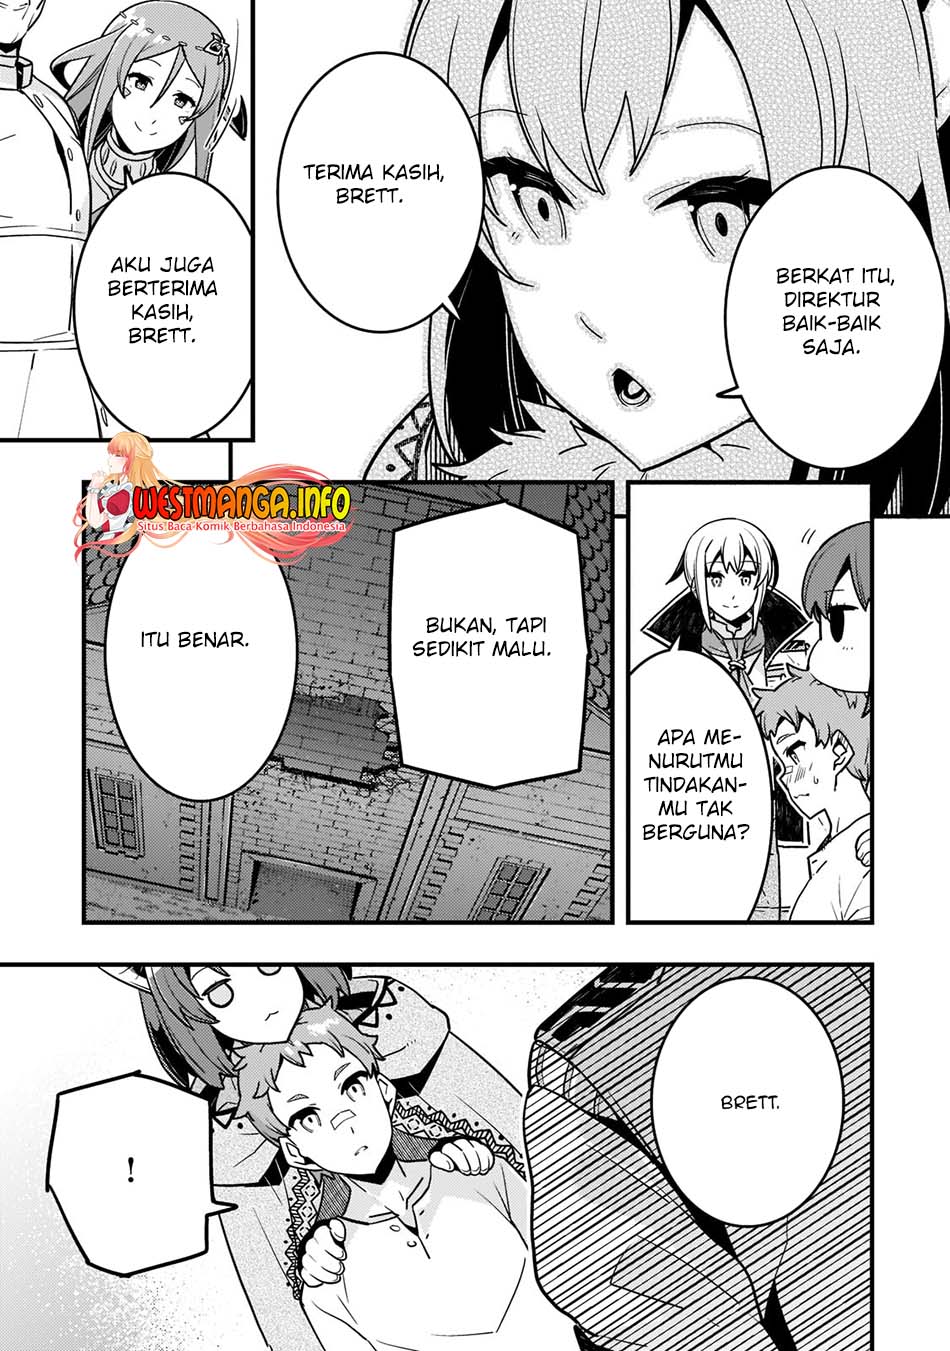 BERKAT ITU,
DIREKTUR
BAIK-BAIK
SAJA.
TERIMA KASIH,
BRETT.
AKU JUGA
BERTERIMA
KASIH,
BRETT.
APA ME-
NURUTMU
TINDAKAN-
MU TAK
BERGUNA?
BUKAN, TAPI
SEDIKIT MALU.
ITU BENAR.
WESTMANGA.INFO
Situs Baca Komik Berbahasa Indonesia
BRETT.
!